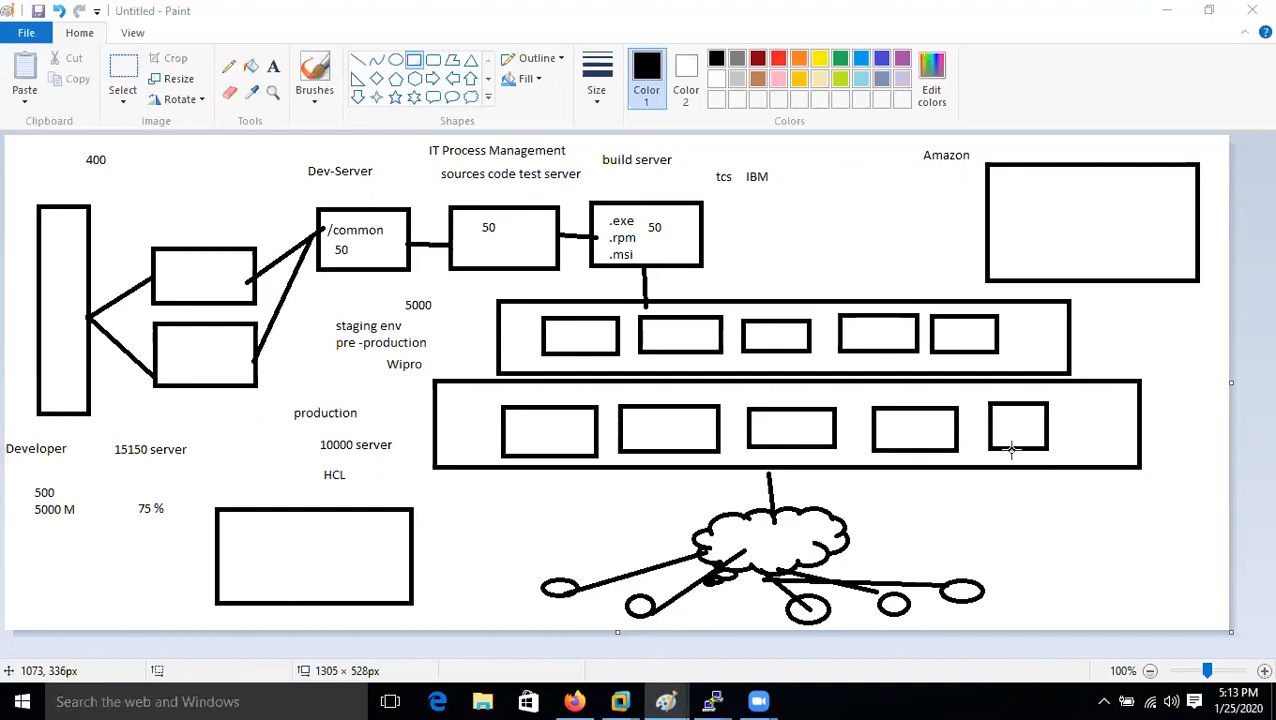 Untitled - Paint
File
Home
View
Paste
Cut
Copy
Clipboard
Select
Crop
Resize
Rotate
Image
Tools
Brushes
Outline
Fill
Shapes
Size
Color 1
Color 2
Edit colors
Colors
400
IT Process Management
build server
Amazon
Dev-Server
sources code test server
tcs IBM
/common
50
50
.exe
.rpm
.msi
50
5000
staging env
pre -production
Wipro
production
10000 server
HCL
Developer
15150 server
500
5000 M
75 %
1073, 336px
1305 × 528px
100%
Search the web and Windows
5:13 PM
1/25/2020